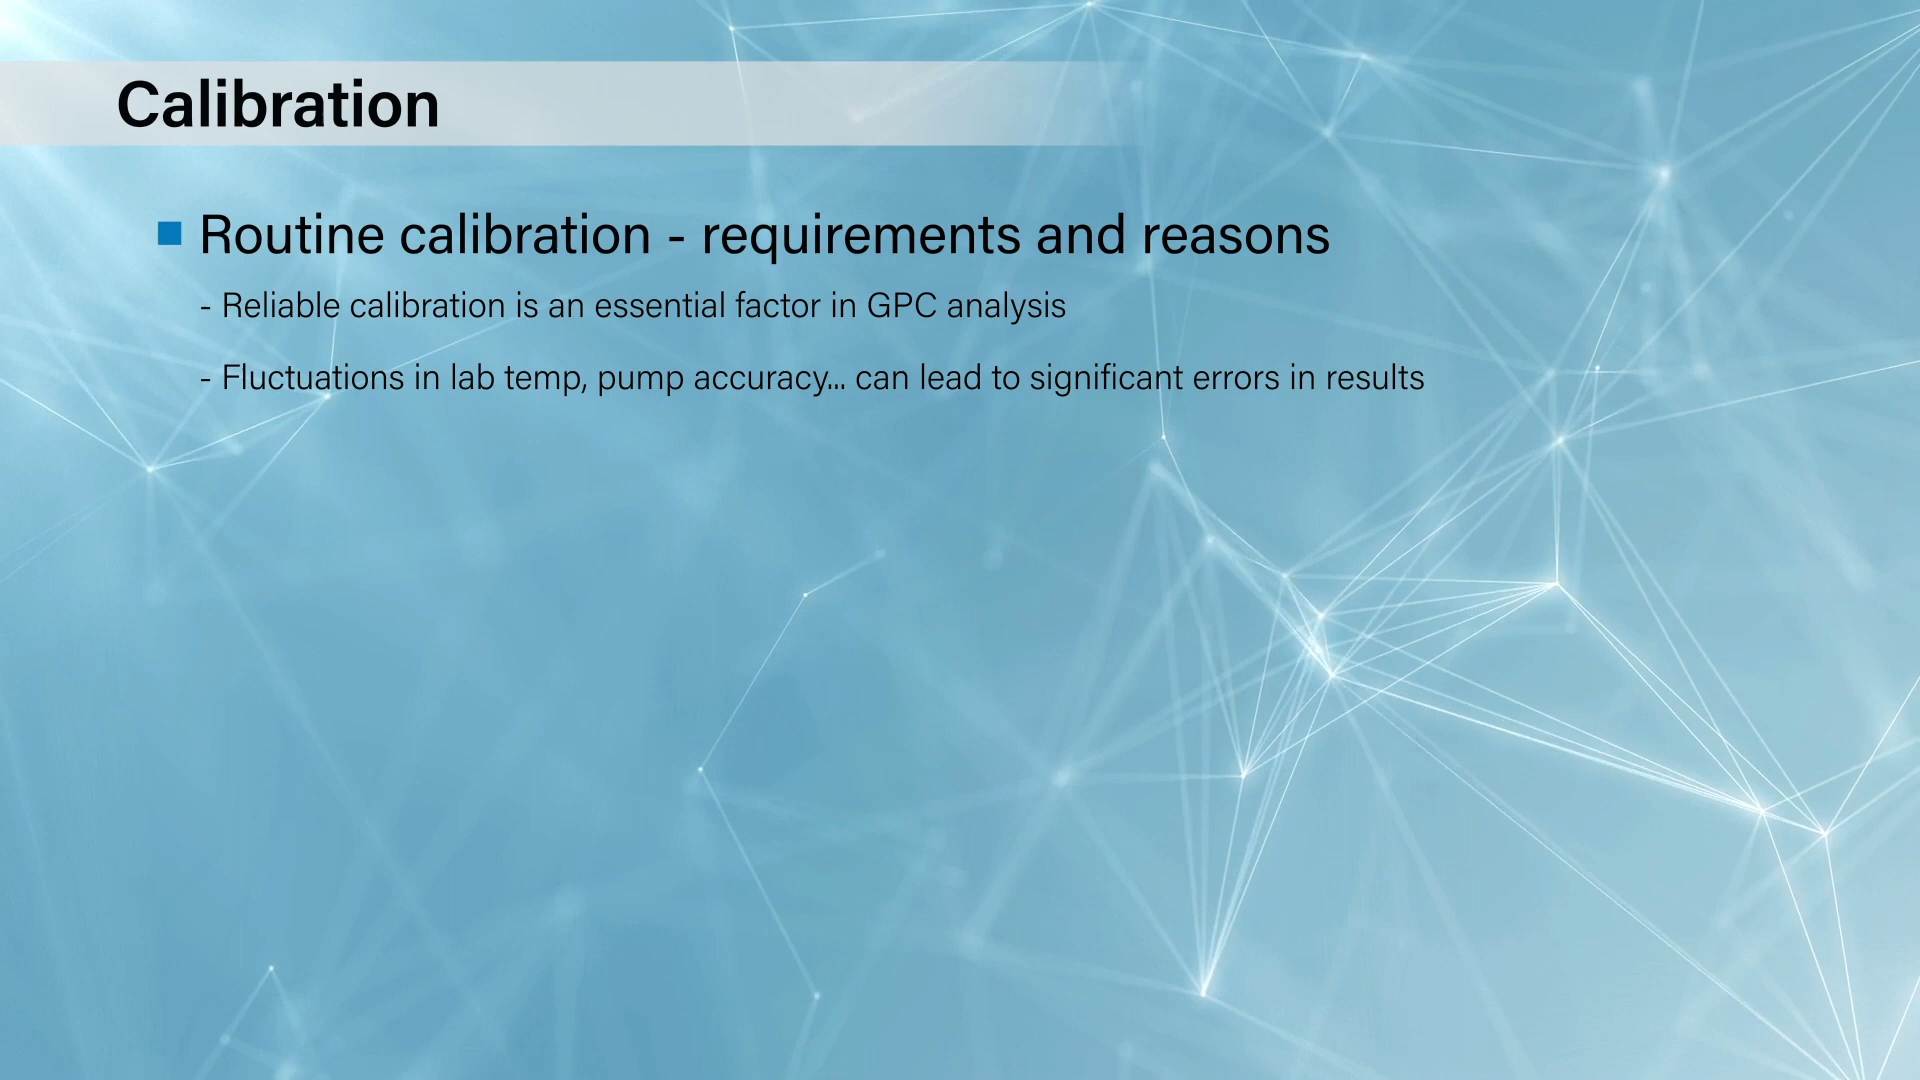 Calibration
Routine calibration - requirements and reasons
- Reliable calibration is an essential factor in GPC analysis
- Fluctuations in lab temp, pump accuracy... can lead to significant errors in results